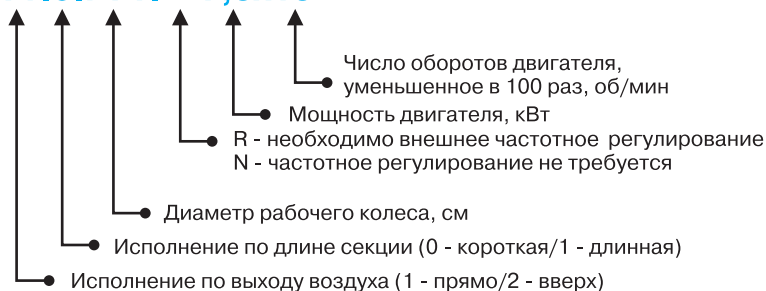 Число оборотов двигателя,
уменьшенное в 100 раз, об/мин
Мощность двигателя, кВт
R - необходимо внешнее частотное регулирование
N - частотное регулирование не требуется
Диаметр рабочего колеса, см
Исполнение по длине секции (0 - короткая/1 - длинная)
Исполнение по выходу воздуха (1 - прямо/2 - вверх)